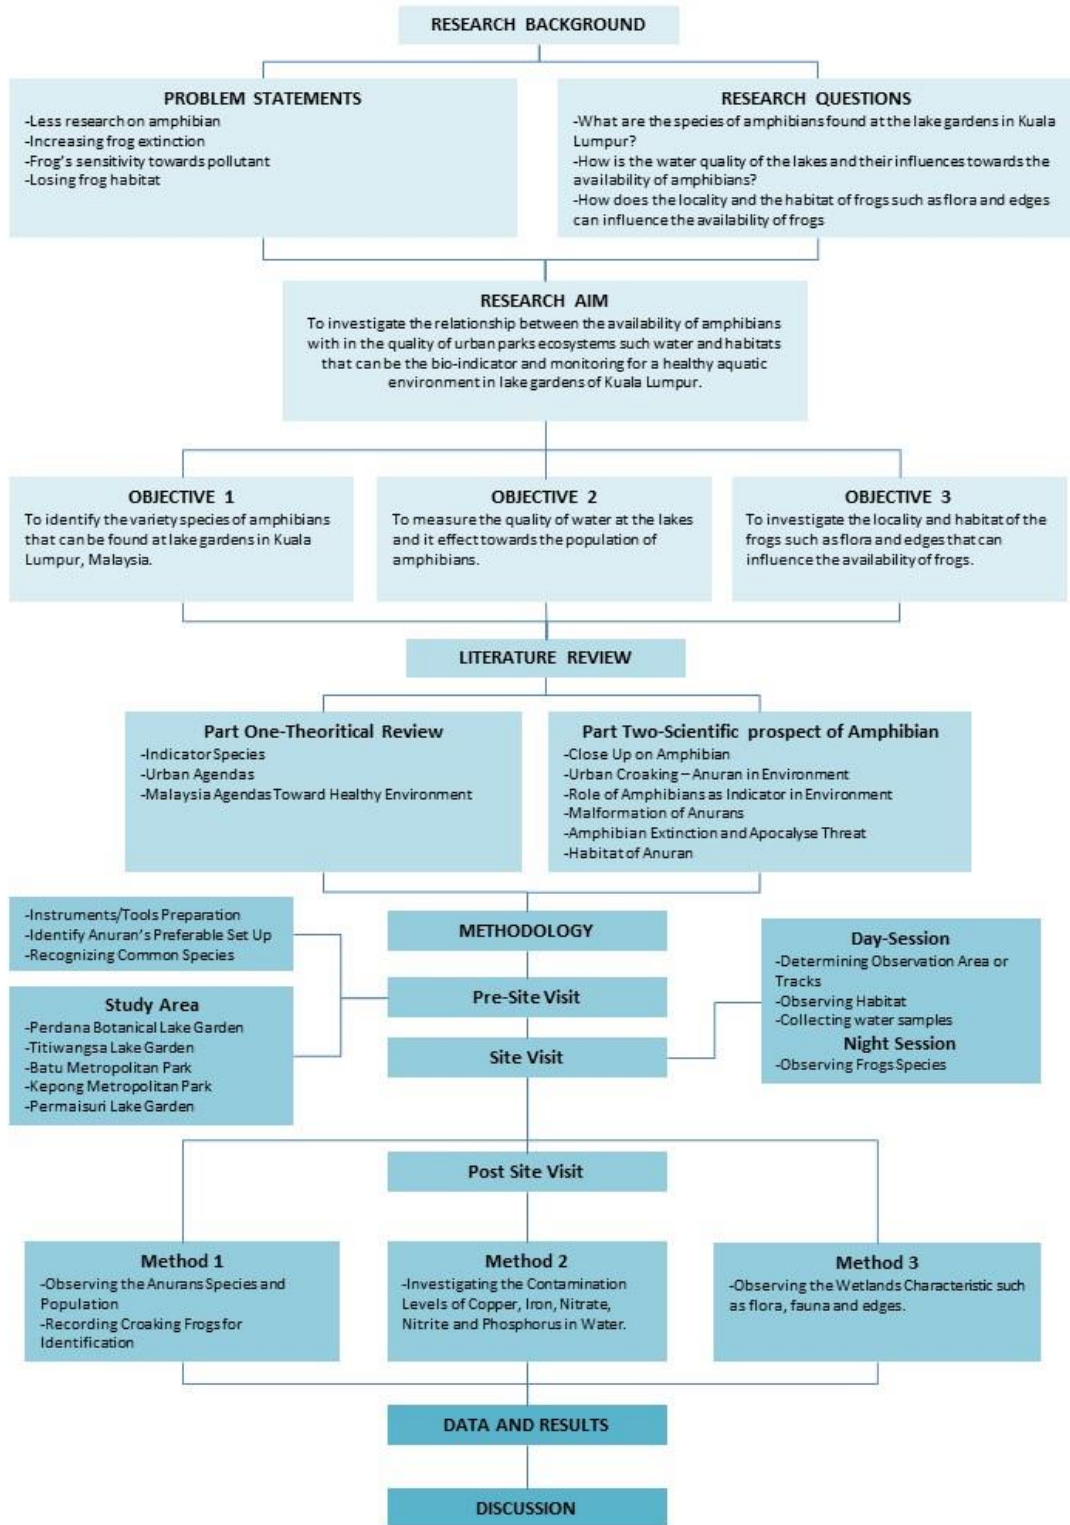 RESEARCH BACKGROUND
PROBLEM STATEMENTS
-Less research on amphibian
-Increasing frog extinction
-Frog's sensitivity towards pollutant
-Losing frog habitat
RESEARCH QUESTIONS
-What are the species of amphibians found at the lake gardens in Kuala
Lumpur?
-How is the water quality of the lakes and their influences towards the
availability of amphibians?
-How does the locality and the habitat of frogs such as flora and edges
can influence the availability of frogs
RESEARCH AIM
To investigate the relationship between the availability of amphibians
with in the quality of urban parks ecosystems such water and habitats
that can be the bio-indicator and monitoring for a healthy aquatic
environment in lake gardens of Kuala Lumpur.
OBJECTIVE 1
To identify the variety species of amphibians
that can be found at lake gardens in Kuala
Lumpur, Malaysia.
OBJECTIVE 2
To measure the quality of water at the lakes
and it effect towards the population of
amphibians.
OBJECTIVE 3
To investigate the locality and habitat of the
frogs such as flora and edges that can
influence the availability of frogs.
LITERATURE REVIEW
Part One-Theoritical Review
-Indicator Species
-Urban Agendas
-Malaysia Agendas Toward Healthy Environment
Part Two-Scientific prospect of Amphibian
-Close Up on Amphibian
-Urban Croaking – Anuran in Environment
-Role of Amphibians as Indicator in Environment
-Malformation of Anurans
-Amphibian Extinction and Apocalyse Threat
-Habitat of Anuran
-Instruments/Tools Preparation
-Identify Anuran's Preferable Set Up
-Recognizing Common Species
Study Area
-Perdana Botanical Lake Garden
-Titiwangsa Lake Garden
-Batu Metropolitan Park
-Kepong Metropolitan Park
-Permaisuri Lake Garden
METHODOLOGY
Pre-Site Visit
Site Visit
Day-Session
-Determining Observation Area or
Tracks
-Observing Habitat
-Collecting water samples
Night Session
-Observing Frogs Species
Post Site Visit
Method 1
-Observing the Anurans Species and
Population
-Recording Croaking Frogs for
Identification
Method 2
-Investigating the Contamination
Levels of Copper, Iron, Nitrate,
Nitrite and Phosphorus in Water.
Method 3
-Observing the Wetlands Characteristic such
as flora, fauna and edges.
DATA AND RESULTS
DISCUSSION